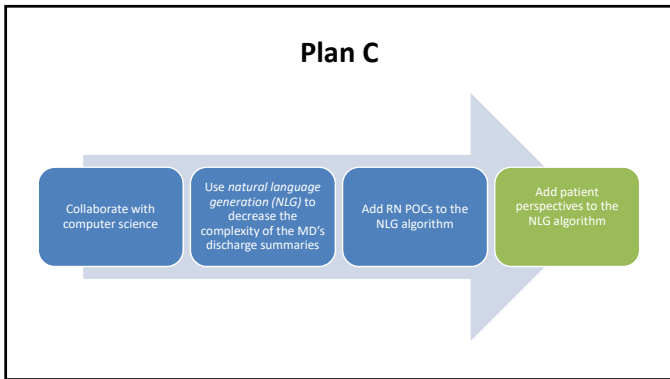 Plan C
Collaborate with
computer science
Use natural language
generation (NLG) to
decrease the
complexity of the MD's
discharge summaries
Add RN POCs to the
NLG algorithm
Add patient
perspectives to the
NLG algorithm